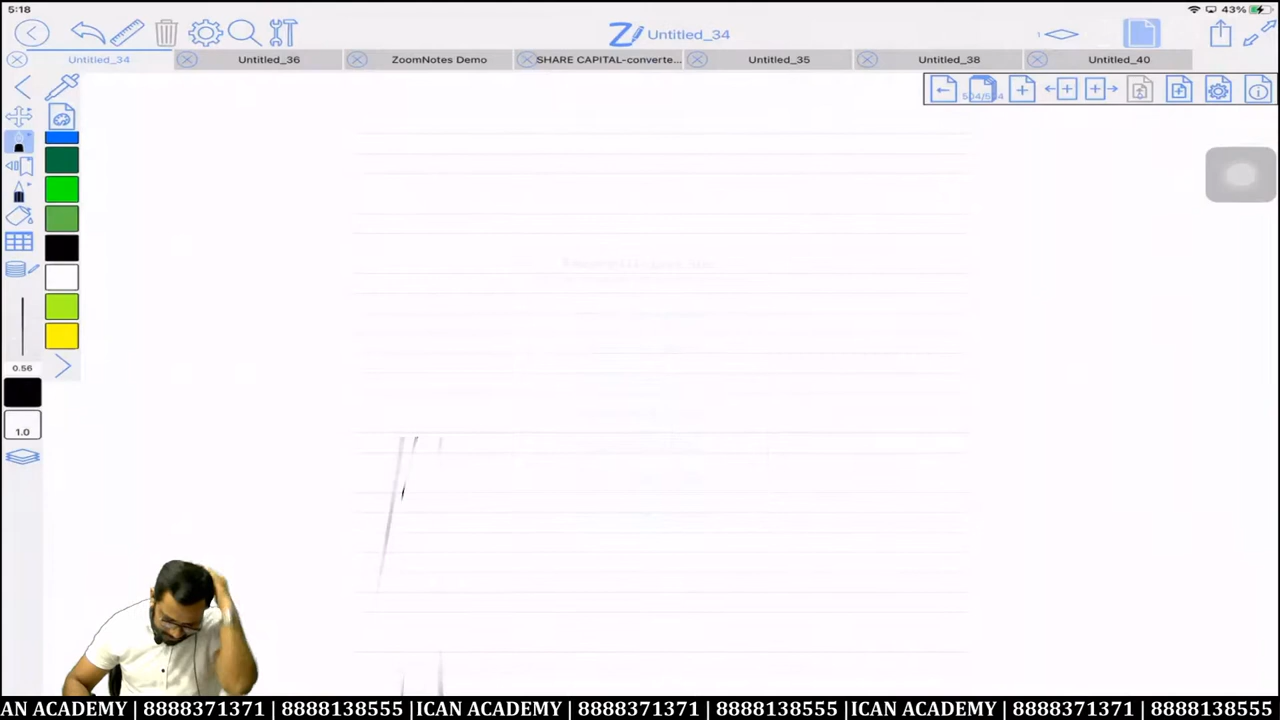 5:18
43%
Untitled_34
1
Untitled_34
Untitled_36
ZoomNotes Demo
SHARE CAPITAL-converte...
Untitled_35
Untitled_38
Untitled_40
0.56
1.0
AN ACADEMY | 8888371371 | 8888138555 |ICAN ACADEMY | 8888371371 | 8888138555 |ICAN ACADEMY | 8888371371 | 8888138555